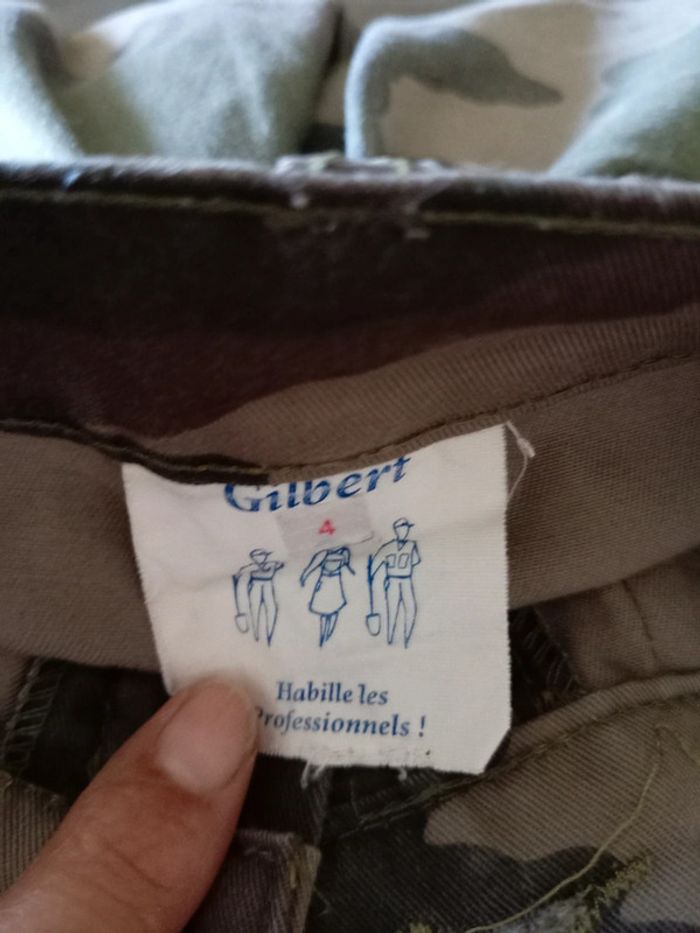 Gilbert
4
Habille les
Professionnels !